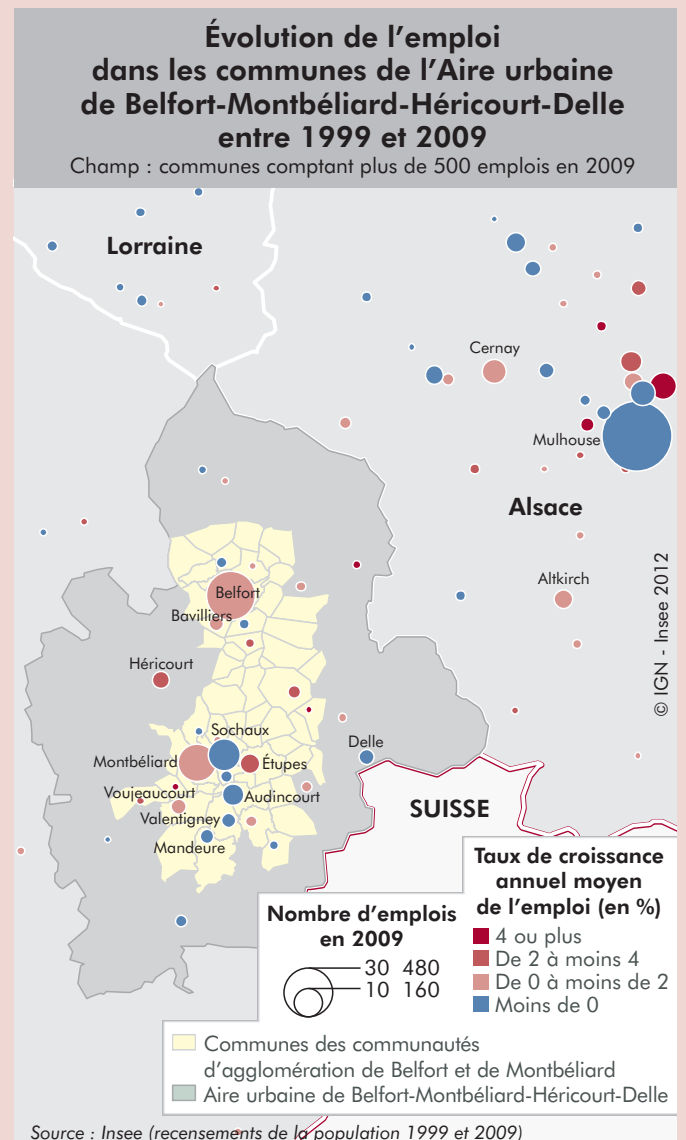 Évolution de l'emploi
dans les communes de l'Aire urbaine
de Belfort-Montbéliard-Héricourt-Delle
entre 1999 et 2009
Champ : communes comptant plus de 500 emplois en 2009
Lorraine
Cernay
Mulhouse
Alsace
Altkirch
Belfort
Bavilliers
Héricourt
Sochaux
Delle
Montbéliard
Étupes
Voujeaucourt
Audincourt
Valentigney
Mandeure
SUISSE
© IGN - Insee 2012
Nombre d'emplois
en 2009
30 480
10 160
Taux de croissance
annuel moyen
de l'emploi (en %)
4 ou plus
De 2 à moins 4
De 0 à moins de 2
Moins de 0
Communes des communautés
d'agglomération de Belfort et de Montbéliard
Aire urbaine de Belfort-Montbéliard-Héricourt-Delle
Source : Insee (recensements de la population 1999 et 2009)